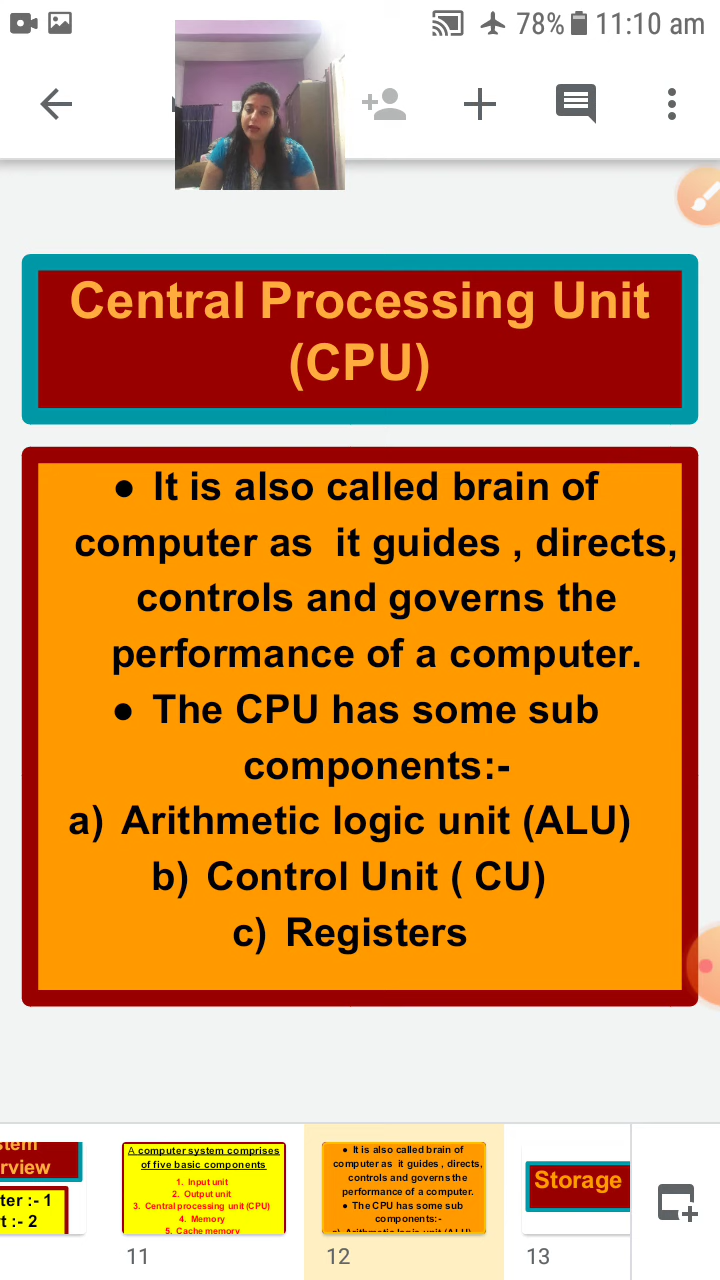 78% 11:10 am
Central Processing Unit
(CPU)
● It is also called brain of
computer as it guides , directs,
controls and governs the
performance of a computer.
● The CPU has some sub
components:-
a) Arithmetic logic unit (ALU)
b) Control Unit ( CU)
c) Registers
rview
ter :- 1
t :- 2
A computer system comprises
of five basic components
1. Input unit
2. Output unit
3. Central processing unit (CPU)
4. Memory
5. Cache memory
11
● It is also called brain of
computer as it guides , directs,
controls and governs the
performance of a computer.
● The CPU has some sub
components:-
12
Storage
13